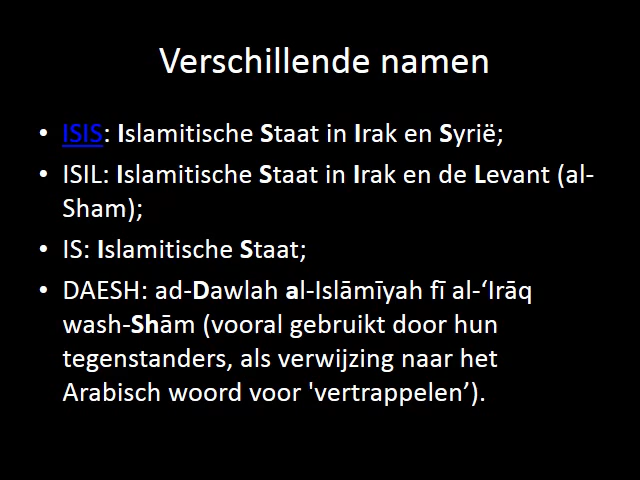 Verschillende namen
• ISIS: Islamitische Staat in Irak en Syrië;
• ISIL: Islamitische Staat in Irak en de Levant (al-
Sham);
• IS: Islamitische Staat;
• DAESH: ad-Dawlah al-Islāmīyah fī al-‘Irāq
wash-Shām (vooral gebruikt door hun
tegenstanders, als verwijzing naar het
Arabisch woord voor 'vertrappelen’).